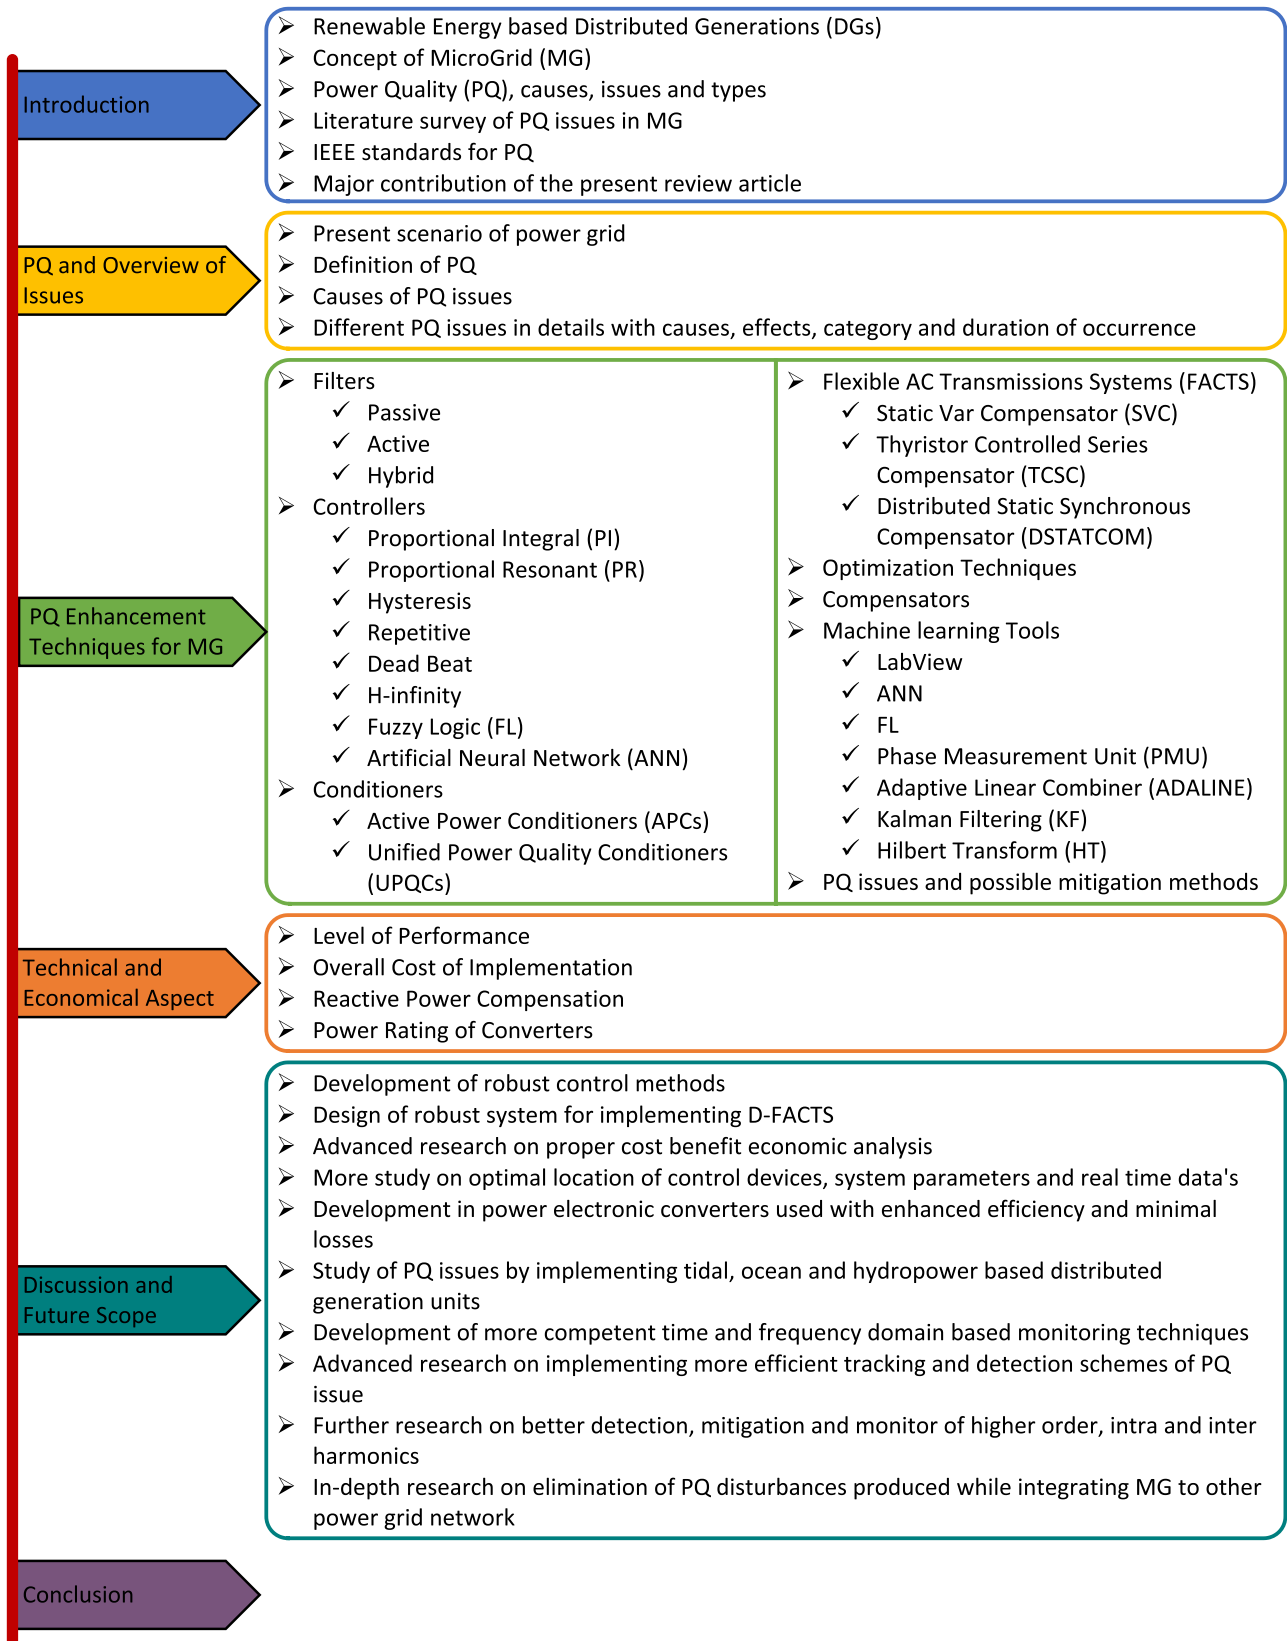 Introduction
Renewable Energy based Distributed Generations (DGs)
Concept of MicroGrid (MG)
Power Quality (PQ), causes, issues and types
Literature survey of PQ issues in MG
IEEE standards for PQ
Major contribution of the present review article
PQ and Overview of
Issues
Present scenario of power grid
Definition of PQ
Causes of PQ issues
Different PQ issues in details with causes, effects, category and duration of occurrence
PQ Enhancement
Techniques for MG
Filters
Passive
Active
Hybrid
Controllers
Proportional Integral (PI)
Proportional Resonant (PR)
Hysteresis
Repetitive
Dead Beat
H-infinity
Fuzzy Logic (FL)
Artificial Neural Network (ANN)
Conditioners
Active Power Conditioners (APCs)
Unified Power Quality Conditioners
(UPQCs)
Flexible AC Transmissions Systems (FACTS)
Static Var Compensator (SVC)
Thyristor Controlled Series
Compensator (TCSC)
Distributed Static Synchronous
Compensator (DSTATCOM)
Optimization Techniques
Compensators
Machine learning Tools
LabView
ANN
FL
Phase Measurement Unit (PMU)
Adaptive Linear Combiner (ADALINE)
Kalman Filtering (KF)
Hilbert Transform (HT)
PQ issues and possible mitigation methods
Technical and
Economical Aspect
Level of Performance
Overall Cost of Implementation
Reactive Power Compensation
Power Rating of Converters
Discussion and
Future Scope
Development of robust control methods
Design of robust system for implementing D-FACTS
Advanced research on proper cost benefit economic analysis
More study on optimal location of control devices, system parameters and real time data's
Development in power electronic converters used with enhanced efficiency and minimal
losses
Study of PQ issues by implementing tidal, ocean and hydropower based distributed
generation units
Development of more competent time and frequency domain based monitoring techniques
Advanced research on implementing more efficient tracking and detection schemes of PQ
issue
Further research on better detection, mitigation and monitor of higher order, intra and inter
harmonics
In-depth research on elimination of PQ disturbances produced while integrating MG to other
power grid network
Conclusion